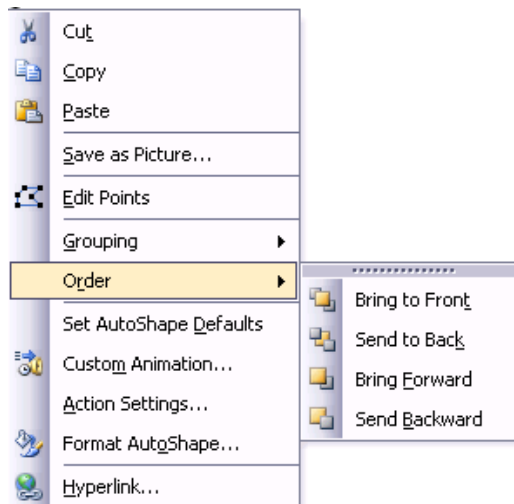 Cut
Copy
Paste
Save as Picture...
Edit Points
Grouping
Order
Set AutoShape Defaults
Custom Animation...
Action Settings...
Format AutoShape...
Hyperlink...
Bring to Front
Send to Back
Bring Forward
Send Backward